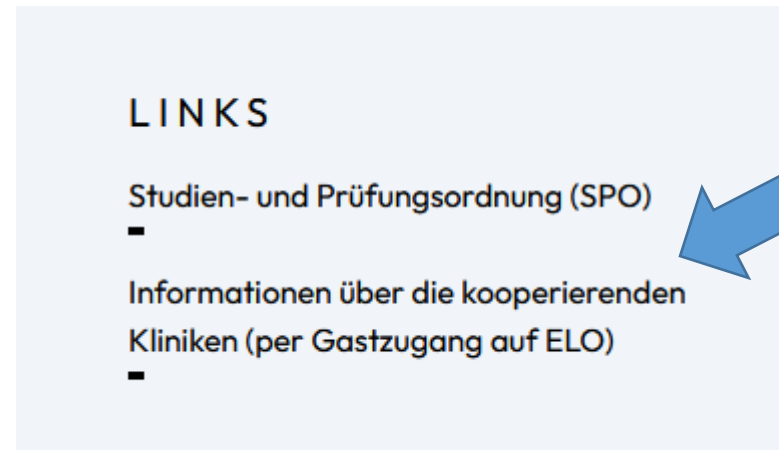 LINKS
Studien- und Prüfungsordnung (SPO)
Informationen über die kooperierenden
Kliniken (per Gastzugang auf ELO)